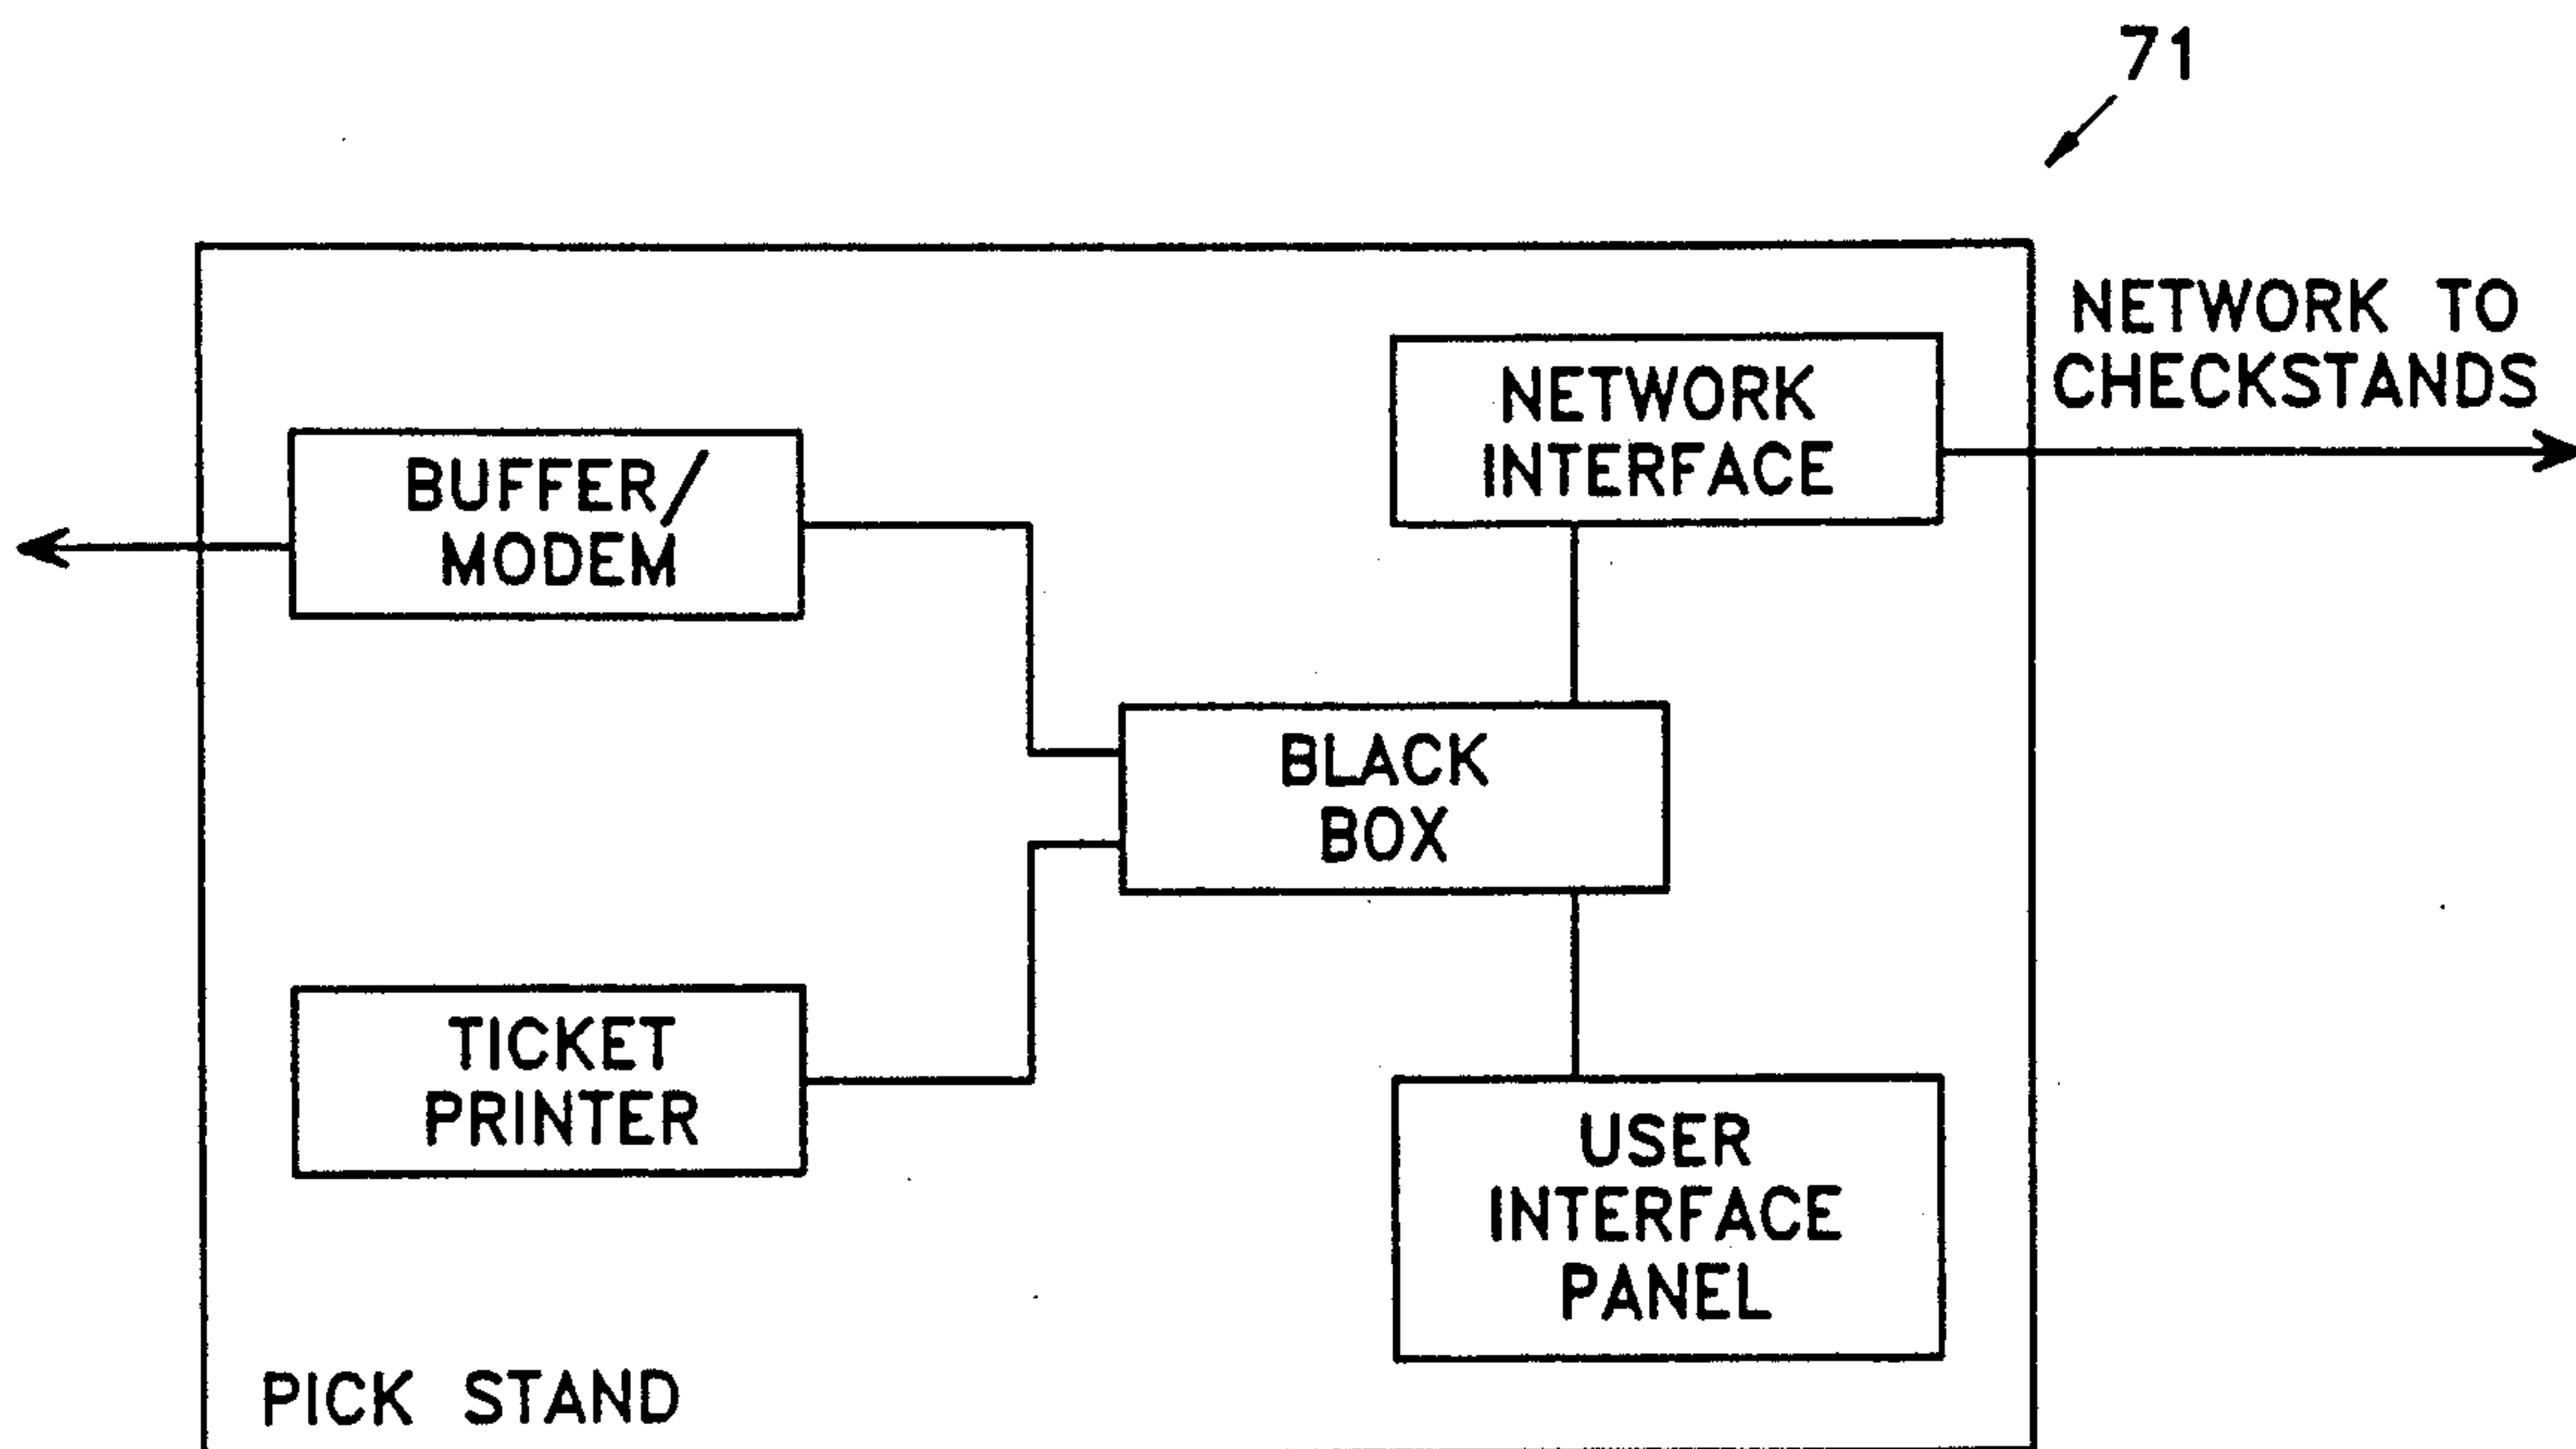 71
NETWORK TO
CHECKSTANDS
NETWORK
INTERFACE
BUFFER/
MODEM
BLACK
BOX
TICKET
PRINTER
USER
INTERFACE
PANEL
PICK STAND